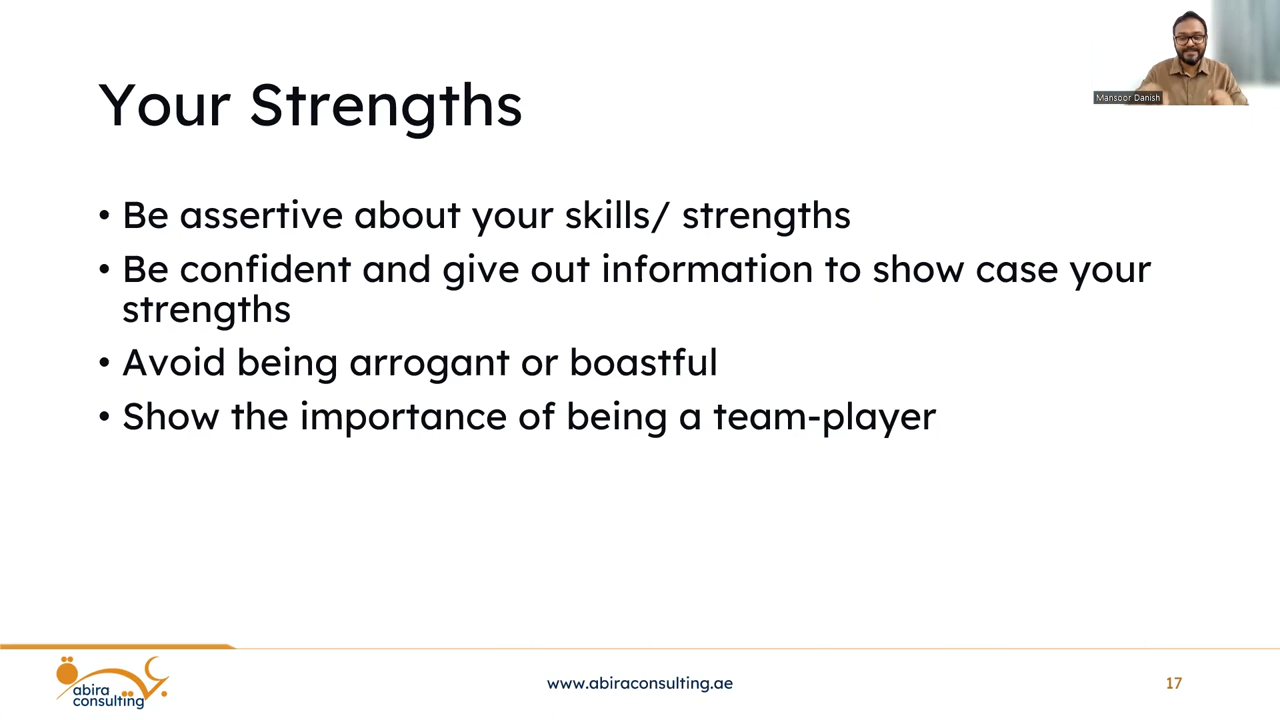 Mansoor Danish
Your Strengths
• Be assertive about your skills/ strengths
• Be confident and give out information to show case your
strengths
• Avoid being arrogant or boastful
• Show the importance of being a team-player
abira
consulting
www.abiraconsulting.ae
17